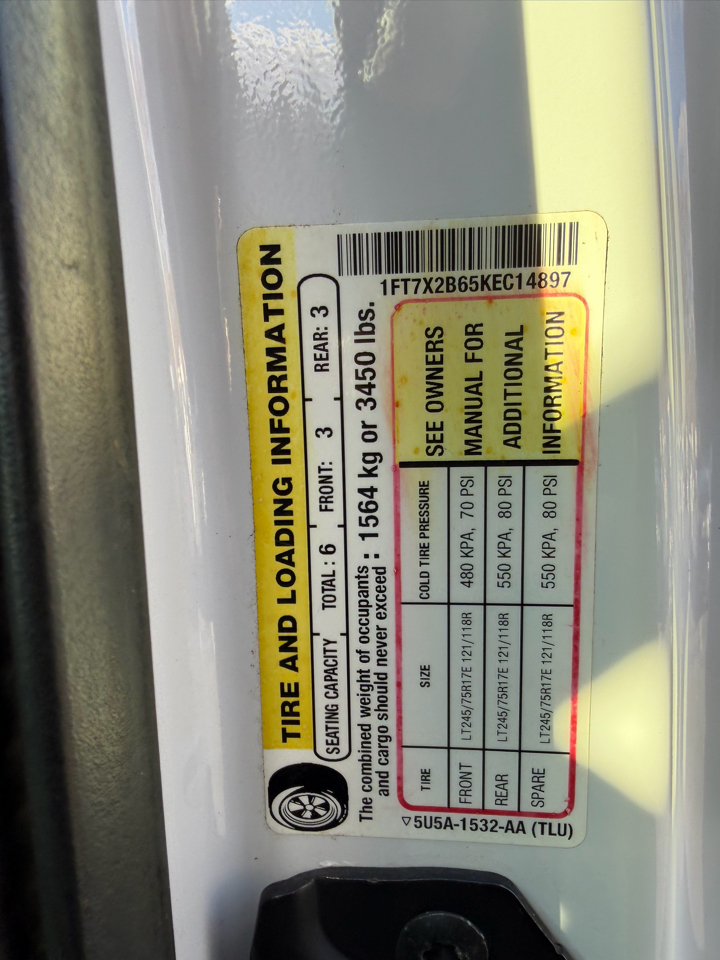 TIRE AND LOADING INFORMATION
SEATING CAPACITY TOTAL : 6 FRONT: 3 REAR: 3
The combined weight of occupants and cargo should never exceed : 1564 kg or 3450 lbs.
TIRE SIZE COLD TIRE PRESSURE
FRONT LT245/75R17E 121/118R 480 KPA, 70 PSI
REAR LT245/75R17E 121/118R 550 KPA, 80 PSI
SPARE LT245/75R17E 121/118R 550 KPA, 80 PSI
SEE OWNERS
MANUAL FOR
ADDITIONAL
INFORMATION
5U5A-1532-AA (TLU)
1FT7X2B65KEC14897